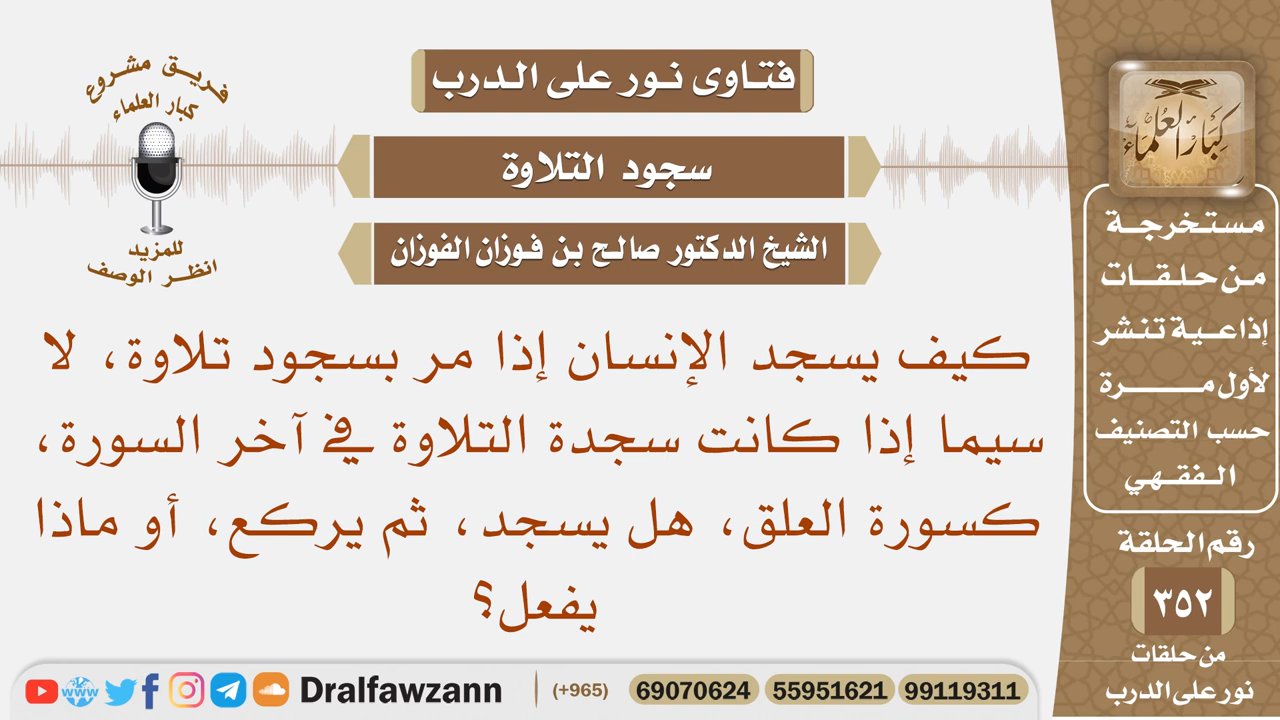 فتاوى نور على الدرب
سجود التلاوة
الشيخ الدكتور صالح بن فوزان الفوزان
فريق مشروع
كبار العلماء
للمزيد
انظر الوصف
كيف يسجد الإنسان إذا مر بسجود تلاوة، لا
سيما إذا كانت سجدة التلاوة في آخر السورة،
كسورة العلق، هل يسجد، ثم يركع، أو ماذا
يفعل؟
كبار العلماء
مستخرجة
من حلقات
إذاعية تنشر
لأول مرة
حسب التصنيف
الفقهي
رقم الحلقة
٣٥٢
من حلقات
نور على الدرب
www Dralfawzann (+965) 69070624 55951621 99119311